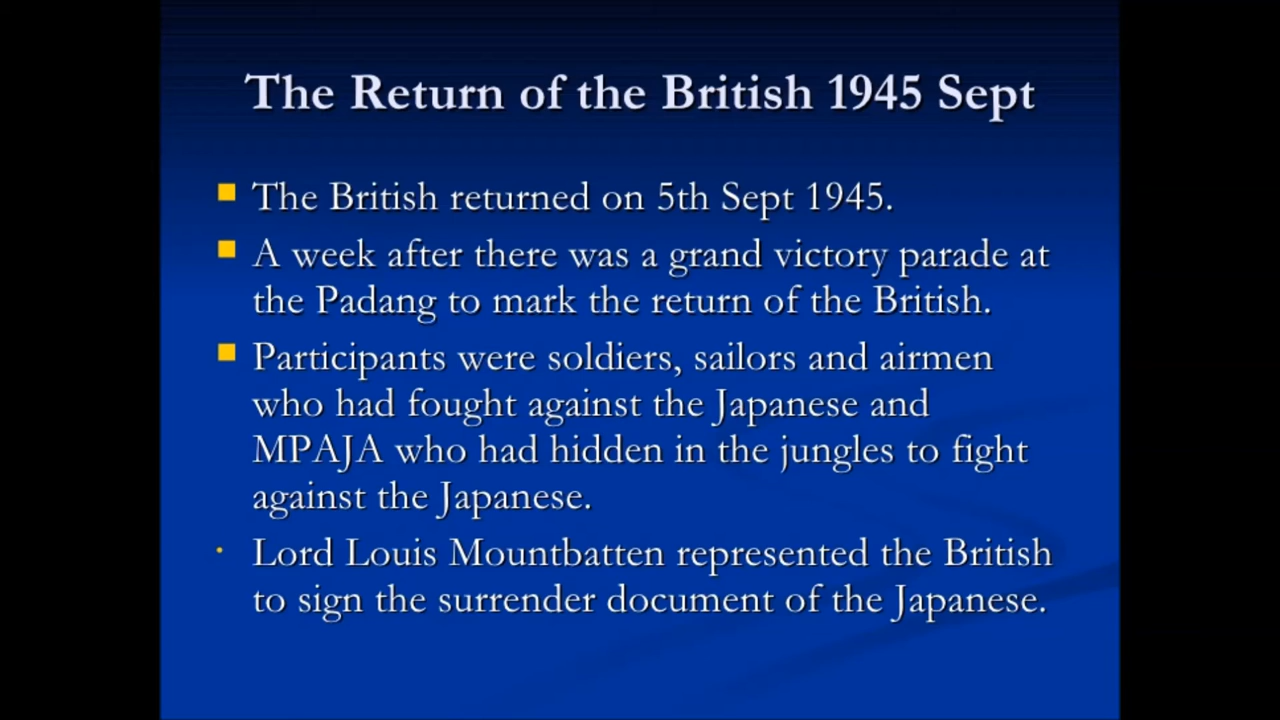 The Return of the British 1945 Sept
The British returned on 5th Sept 1945.
A week after there was a grand victory parade at
the Padang to mark the return of the British.
Participants were soldiers, sailors and airmen
who had fought against the Japanese and
MPAJA who had hidden in the jungles to fight
against the Japanese.
Lord Louis Mountbatten represented the British
to sign the surrender document of the Japanese.